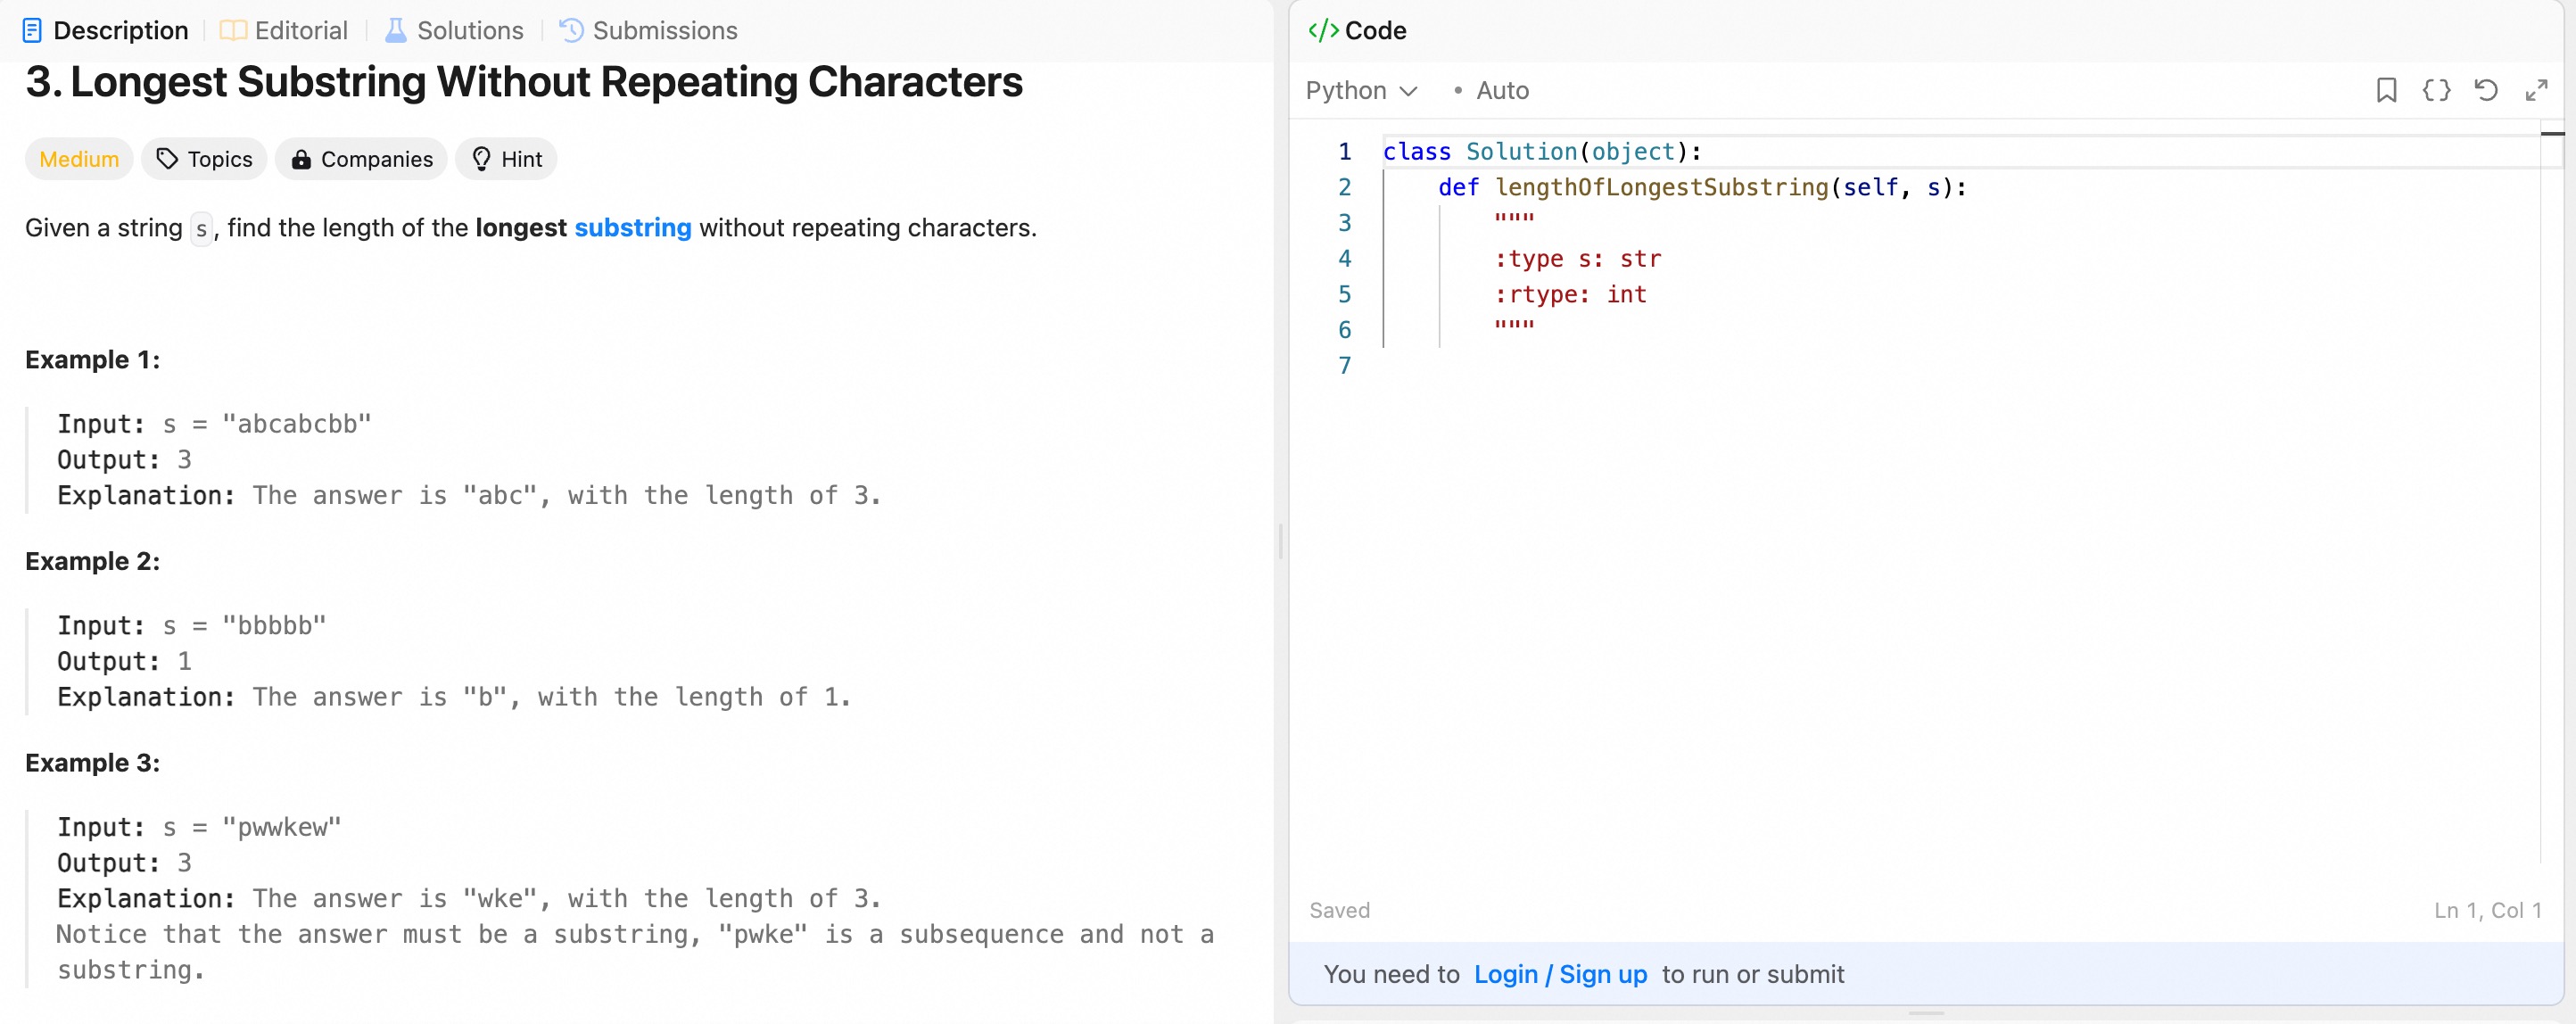 Description
Editorial
Solutions
Submissions
3. Longest Substring Without Repeating Characters
Medium
Topics
Companies
Hint
Given a string s, find the length of the longest substring without repeating characters.
Example 1:
Input: s = "abcabcbb"
Output: 3
Explanation: The answer is "abc", with the length of 3.
Example 2:
Input: s = "bbbbb"
Output: 1
Explanation: The answer is "b", with the length of 1.
Example 3:
Input: s = "pwwkew"
Output: 3
Explanation: The answer is "wke", with the length of 3.
Notice that the answer must be a substring, "pwke" is a subsequence and not a
substring.
</> Code
Python
• Auto
1 class Solution(object):
2     def lengthOfLongestSubstring(self, s):
3         """
4         :type s: str
5         :rtype: int
6         """
7
Saved
Ln 1, Col 1
You need to Login / Sign up to run or submit